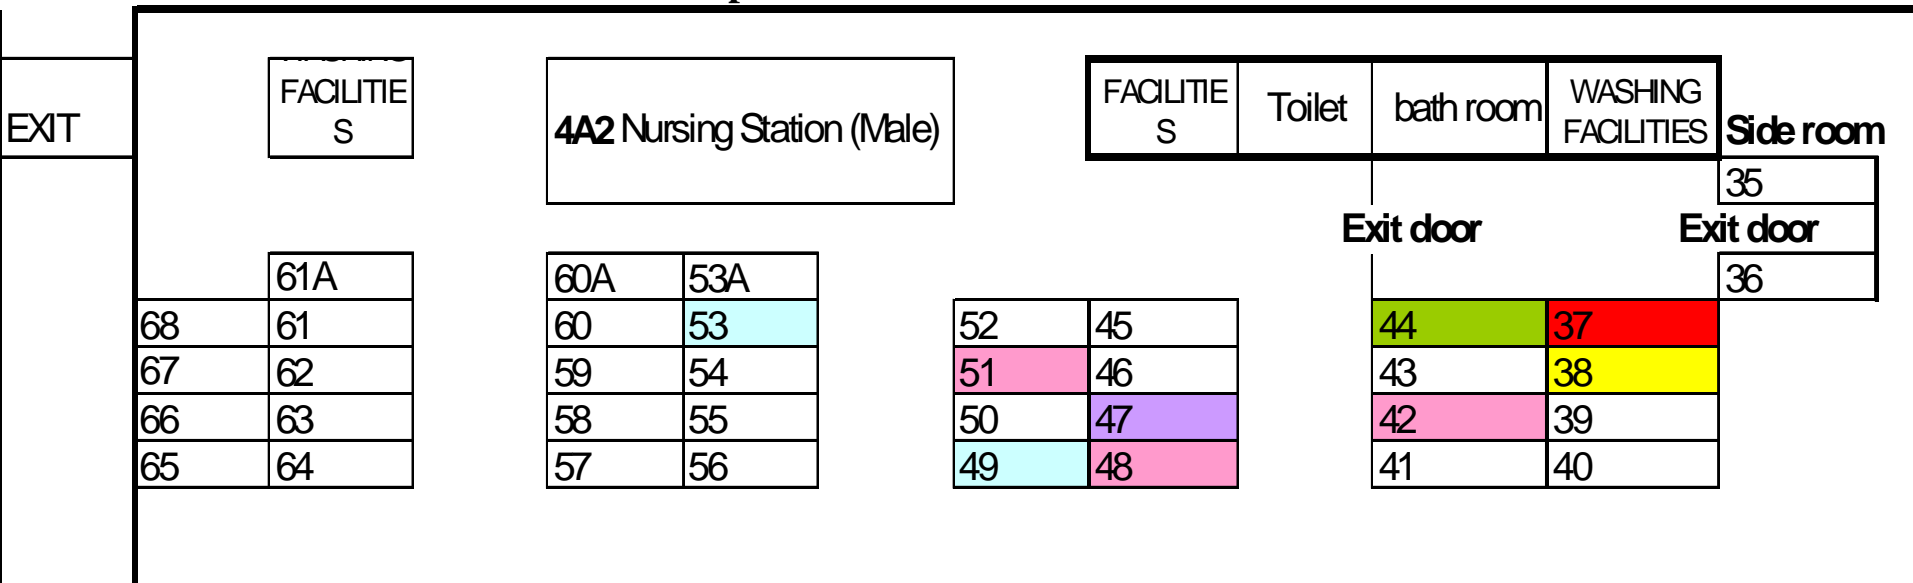 EXIT
FACILITIE
S
4A2 Nursing Station (Male)
FACILITIE
S
Toilet
bath room
WASHING
FACILITIES
Side room
35
Exit door
Exit door
36
61A
60A 53A
68 61 60 53 52 45 44 37
67 62 59 54 51 46 43 38
66 63 58 55 50 47 42 39
65 64 57 56 49 48 41 40